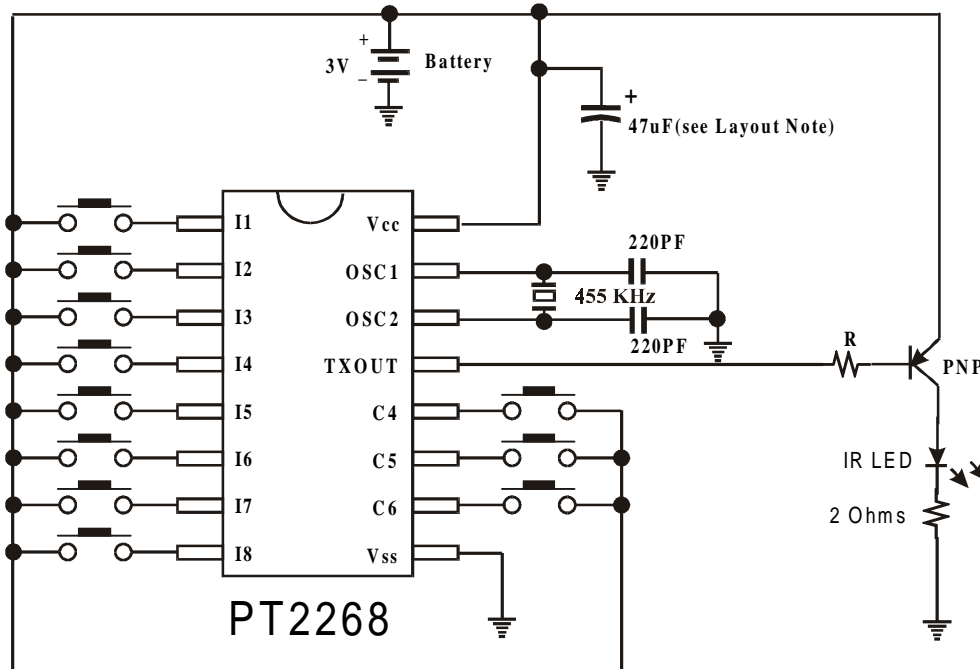 +
3V
Battery
–
+
47uF(see Layout Note)
I1
Vcc
220PF
I2
OSC1
455 KHz
I3
OSC2
220PF
I4
TXOUT
R
PNP
I5
C4
I6
C5
IR LED
I7
C6
2 Ohms
I8
Vss
PT2268